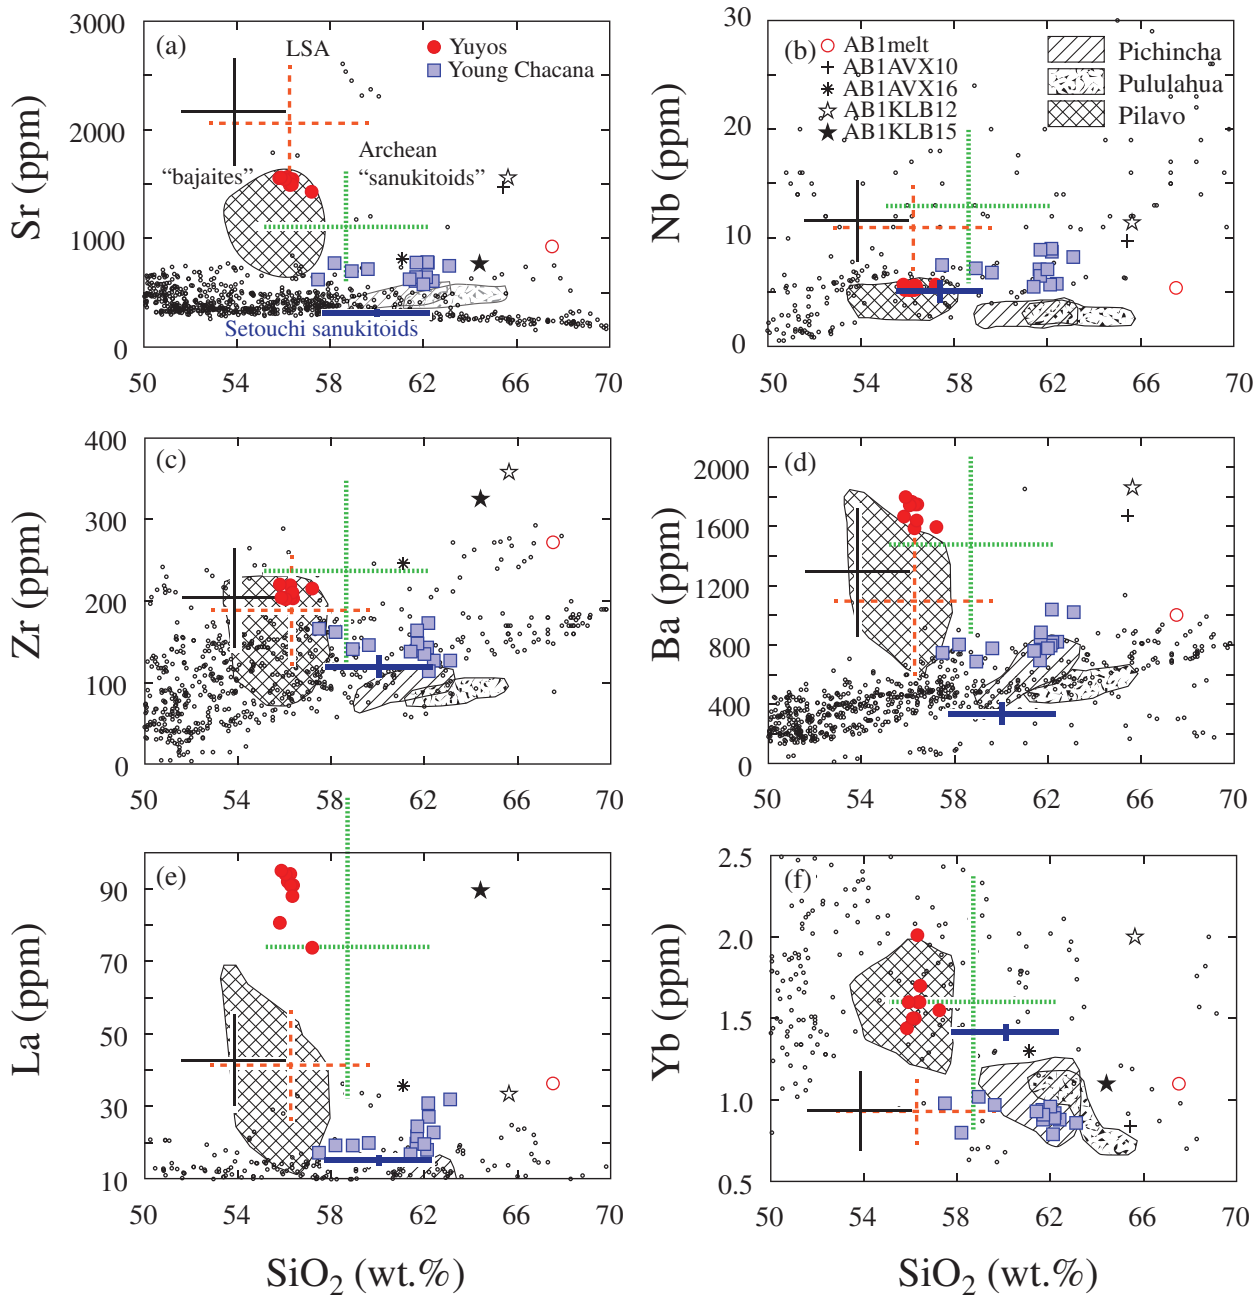 3000
2000
1000
0
Sr (ppm)
(a)
LSA
Yuyos
Young Chacana
"bajaites"
Archean
"sanukitoids"
Setouchi sanukitoids
50
54
58
62
66
70
30
20
10
0
Nb (ppm)
(b)
AB1melt
AB1AVX10
AB1AVX16
AB1KLB12
AB1KLB15
Pichincha
Pululahua
Pilavo
50
54
58
62
66
70
400
300
200
100
0
Zr (ppm)
(c)
50
54
58
62
66
70
2000
1600
1200
800
400
0
Ba (ppm)
(d)
50
54
58
62
66
70
90
70
50
30
10
La (ppm)
(e)
50
54
58
62
66
70
SiO2 (wt.%)
2.5
2.0
1.5
1.0
0.5
Yb (ppm)
(f)
50
54
58
62
66
70
SiO2 (wt.%)